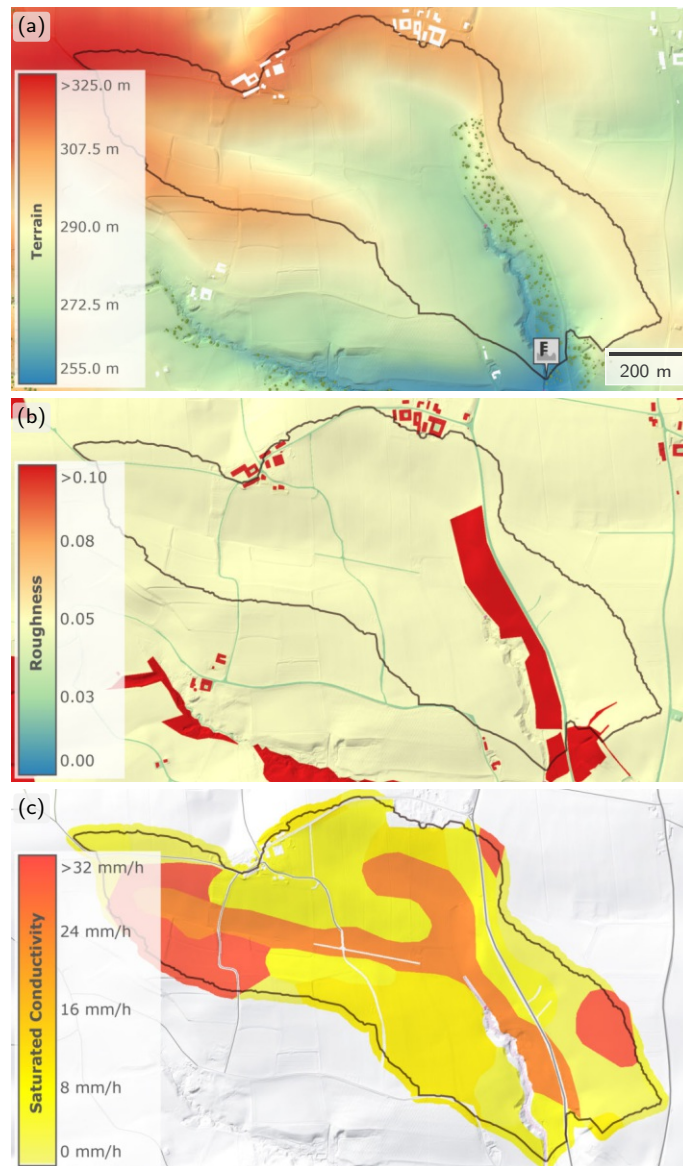 (a)
>325.0 m
307.5 m
290.0 m
272.5 m
255.0 m
Terrain
E
200 m
(b)
>0.10
0.08
0.05
0.03
0.00
Roughness
(c)
>32 mm/h
24 mm/h
16 mm/h
8 mm/h
0 mm/h
Saturated Conductivity